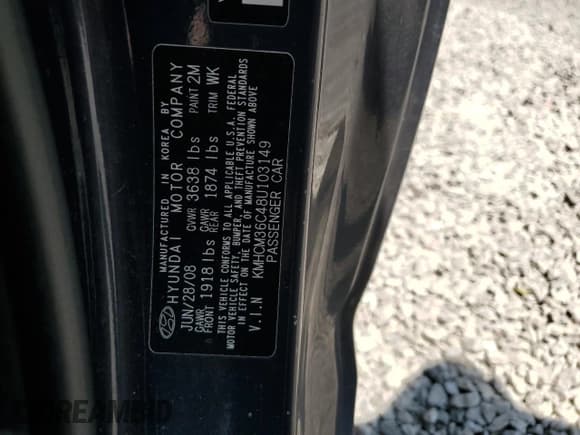 MANUFACTURED IN KOREA BY
HYUNDAI MOTOR COMPANY
JUN/28/08 GVWR 3638 lbs PAINT 2M
GAWR FRONT 1918 lbs GAWR REAR 1874 lbs TRIM WK
THIS VEHICLE CONFORMS TO ALL APPLICABLE U.S.A. FEDERAL
MOTOR VEHICLE SAFETY, BUMPER, AND THEFT PREVENTION STANDARDS
IN EFFECT ON THE DATE OF MANUFACTURE SHOWN ABOVE
V.I.N KMHCM36C48U103149
PASSENGER CAR
DREAMBID